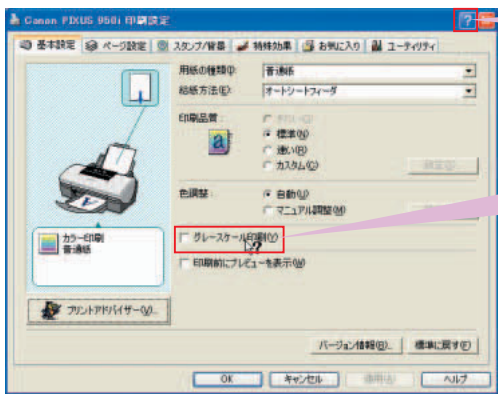 Canon PIXUS 950i 印刷設定
?
基本設定 ページ設定 スタンプ/背景 特殊効果 お気に入り ユーティリティ
用紙の種類(I): 普通紙
給紙方法(E): オートシートフィーダ
印刷品質:
標準(N)
速い(R)
カスタム(C)
色調整:
自動(U)
マニュアル調整(M)
グレースケール印刷(Y)
カラー印刷
普通紙
印刷前にプレビューを表示(W)
プリントアドバイザー(V)...
バージョン情報(B)... 標準に戻す(F)
OK キャンセル 適用(A) ヘルプ